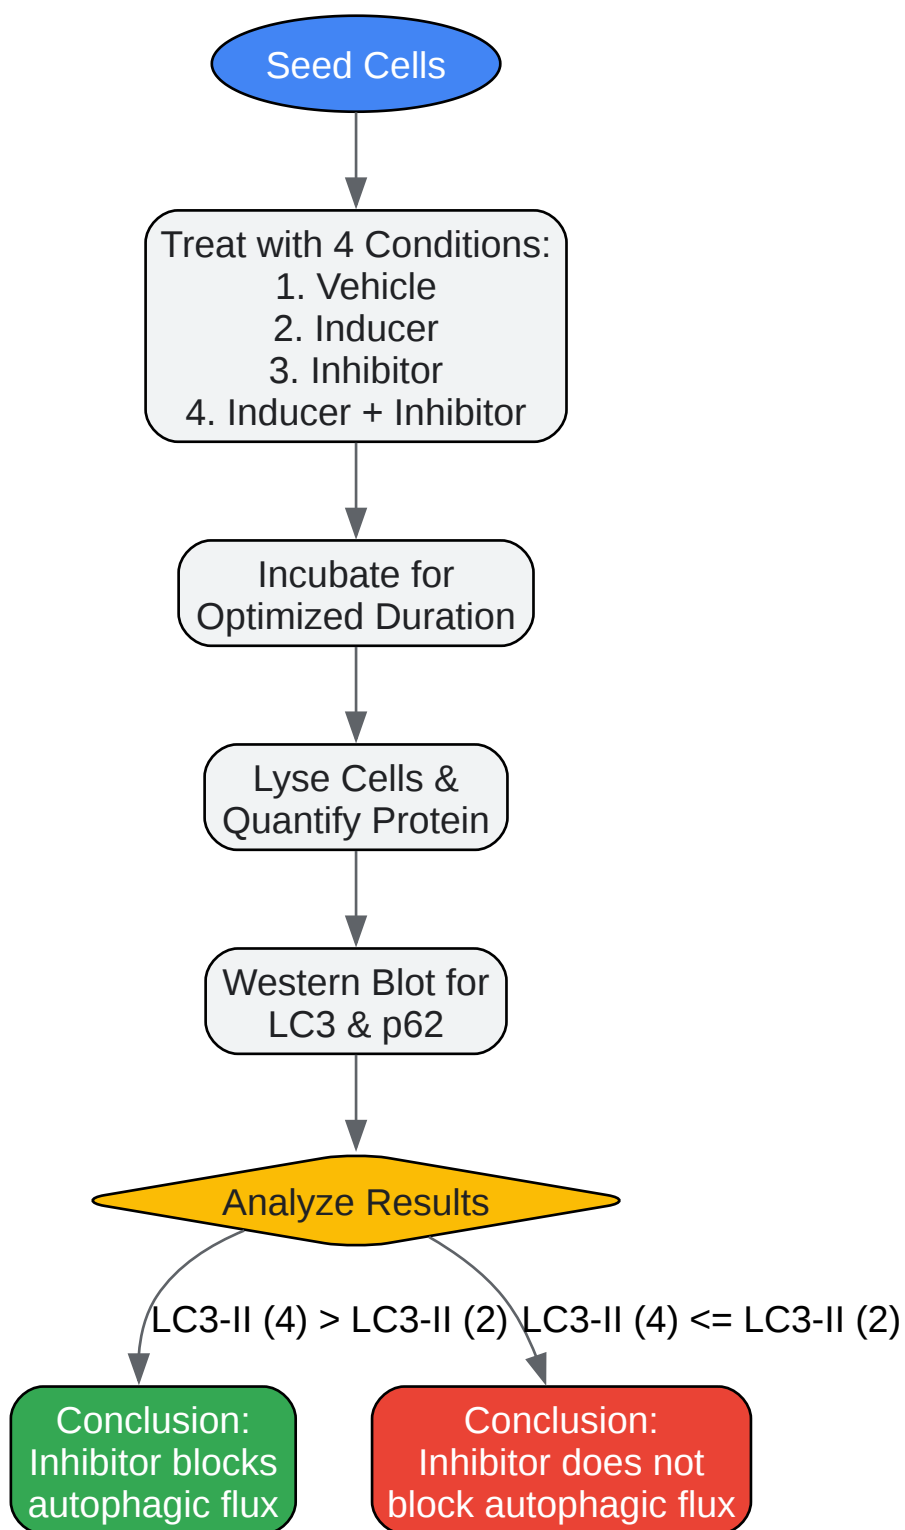 Seed Cells
Treat with 4 Conditions:
1. Vehicle
2. Inducer
3. Inhibitor
4. Inducer + Inhibitor
Incubate for
Optimized Duration
Lyse Cells &
Quantify Protein
Western Blot for
LC3 & p62
Analyze Results
LC3-II (4) > LC3-II (2)
LC3-II (4) <= LC3-II (2)
Conclusion:
Inhibitor blocks
autophagic flux
Conclusion:
Inhibitor does not
block autophagic flux